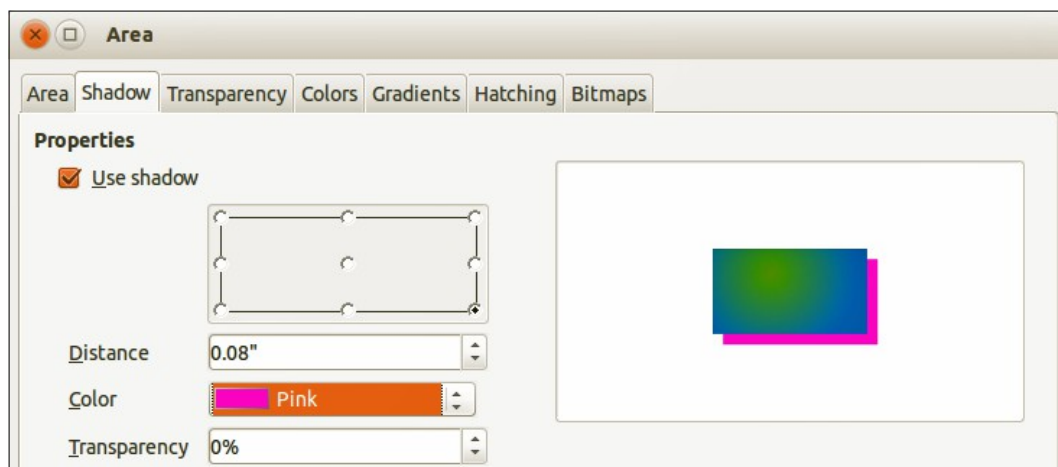 Area
Area Shadow Transparency Colors Gradients Hatching Bitmaps
Properties
Use shadow
Distance 0.08"
Color Pink
Transparency 0%